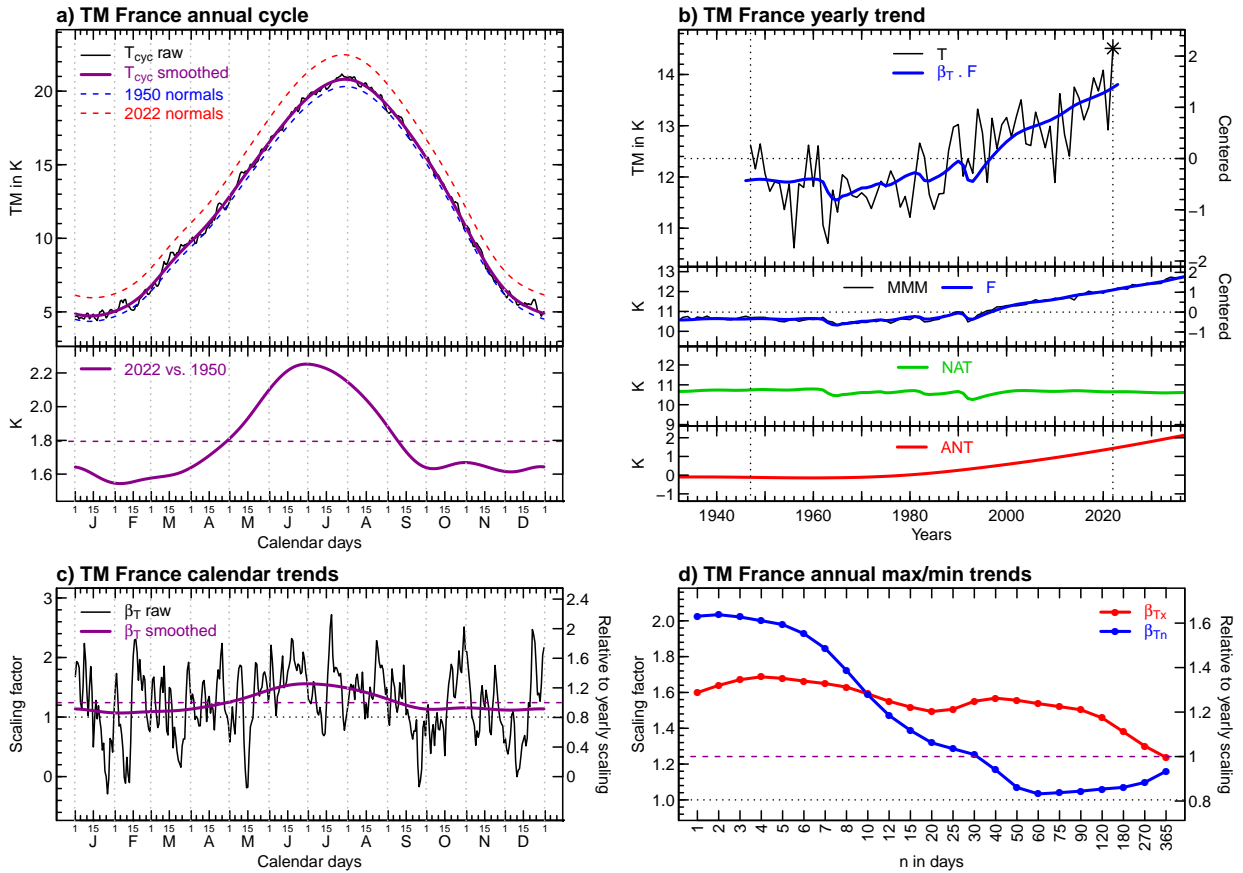 a) TM France annual cycle
T_cyc raw
T_cyc smoothed
1950 normals
2022 normals
TM in K
5 10 15 20
2022 vs. 1950
K
1.6 1.8 2.0 2.2
1 15 1 15 1 15 1 15 1 15 1 15 1 15 1 15 1 15 1 15 1 15 1 15 1
J F M A M J J A S O N D
Calendar days
b) TM France yearly trend
T
β_T . F
TM in K
11 12 13 14
Centered
−2 −1 0 1 2
MMM F
K
10 11 12 13
Centered
−1 0 1 2
NAT
K
9 10 11 12
ANT
K
−1 0 1 2
1940 1960 1980 2000 2020
Years
c) TM France calendar trends
β_T raw
β_T smoothed
Scaling factor
0 1 2 3
Relative to yearly scaling
0 0.4 0.8 1.2 1.6 2 2.4
1 15 1 15 1 15 1 15 1 15 1 15 1 15 1 15 1 15 1 15 1 15 1 15 1
J F M A M J J A S O N D
Calendar days
d) TM France annual max/min trends
β_Tx
β_Tn
Scaling factor
1.0 1.2 1.4 1.6 1.8 2.0
Relative to yearly scaling
0.8 1 1.2 1.4 1.6
1 2 3 4 5 6 7 8 10 12 15 20 25 30 40 50 60 75 90 120 180 270 365
n in days